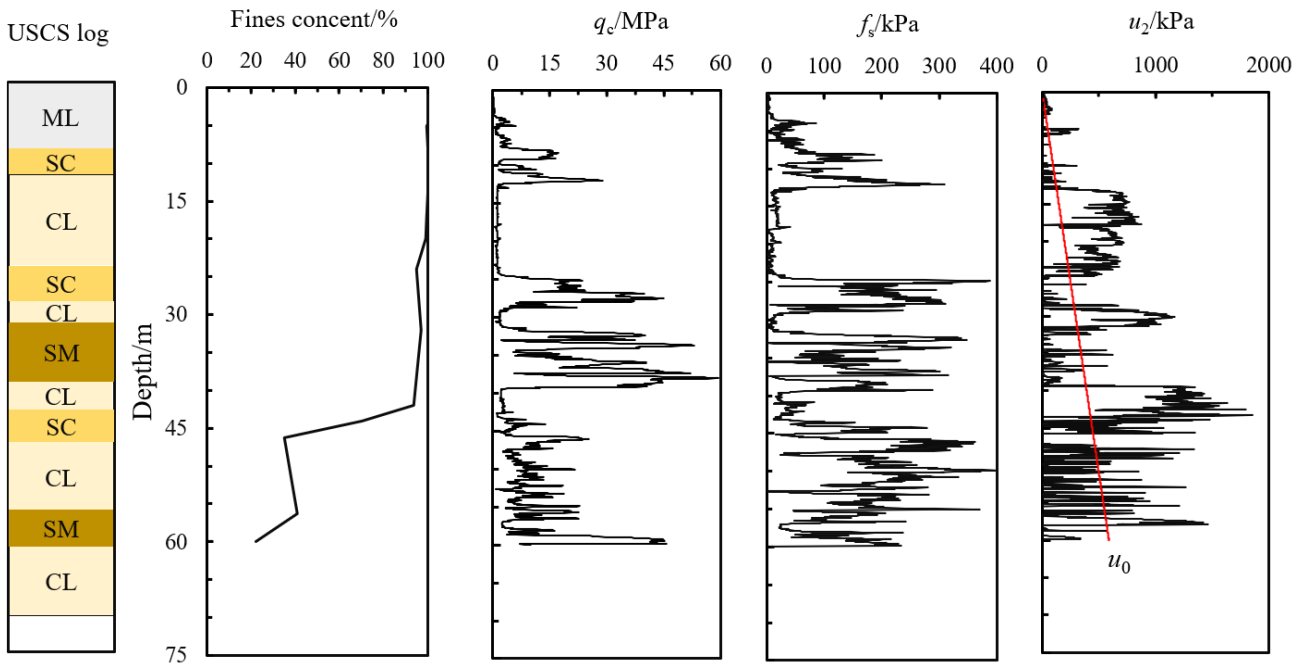 USCS log
Fines concent/%
q_c/MPa
f_s/kPa
u_2/kPa
0 20 40 60 80 100
0 15 30 45 60
0 100 200 300 400
0 1000 2000
ML
SC
CL
SC
CL
SM
CL
SC
CL
SM
CL
Depth/m
0
15
30
45
60
75
u_0